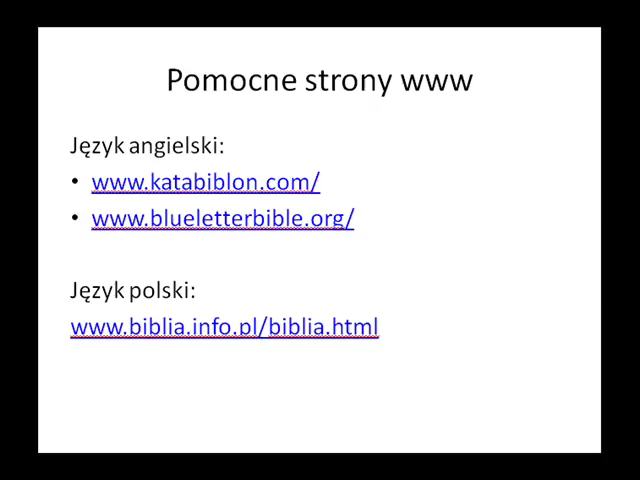 Pomocne strony www
Język angielski:
• www.katabiblon.com/
• www.blueletterbible.org/
Język polski:
www.biblia.info.pl/biblia.html